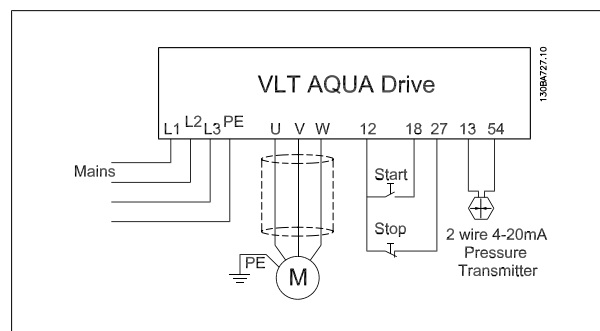 130BA727.10
VLT AQUA Drive
L1 L2 L3 PE U V W 12 18 27 13 54
Mains
Start
Stop
PE
M
2 wire 4-20mA
Pressure
Transmitter